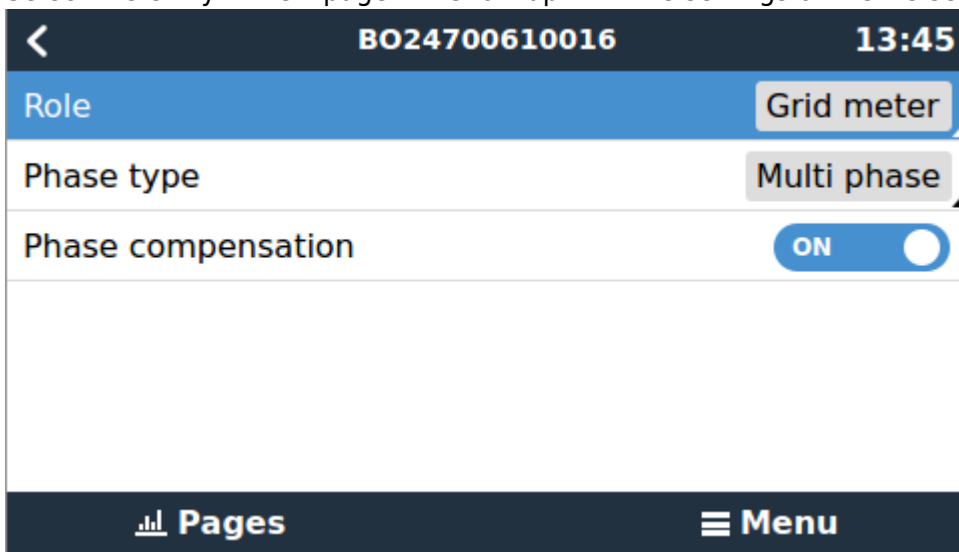 BO24700610016 13:45
Role Grid meter
Phase type Multi phase
Phase compensation ON
Pages Menu